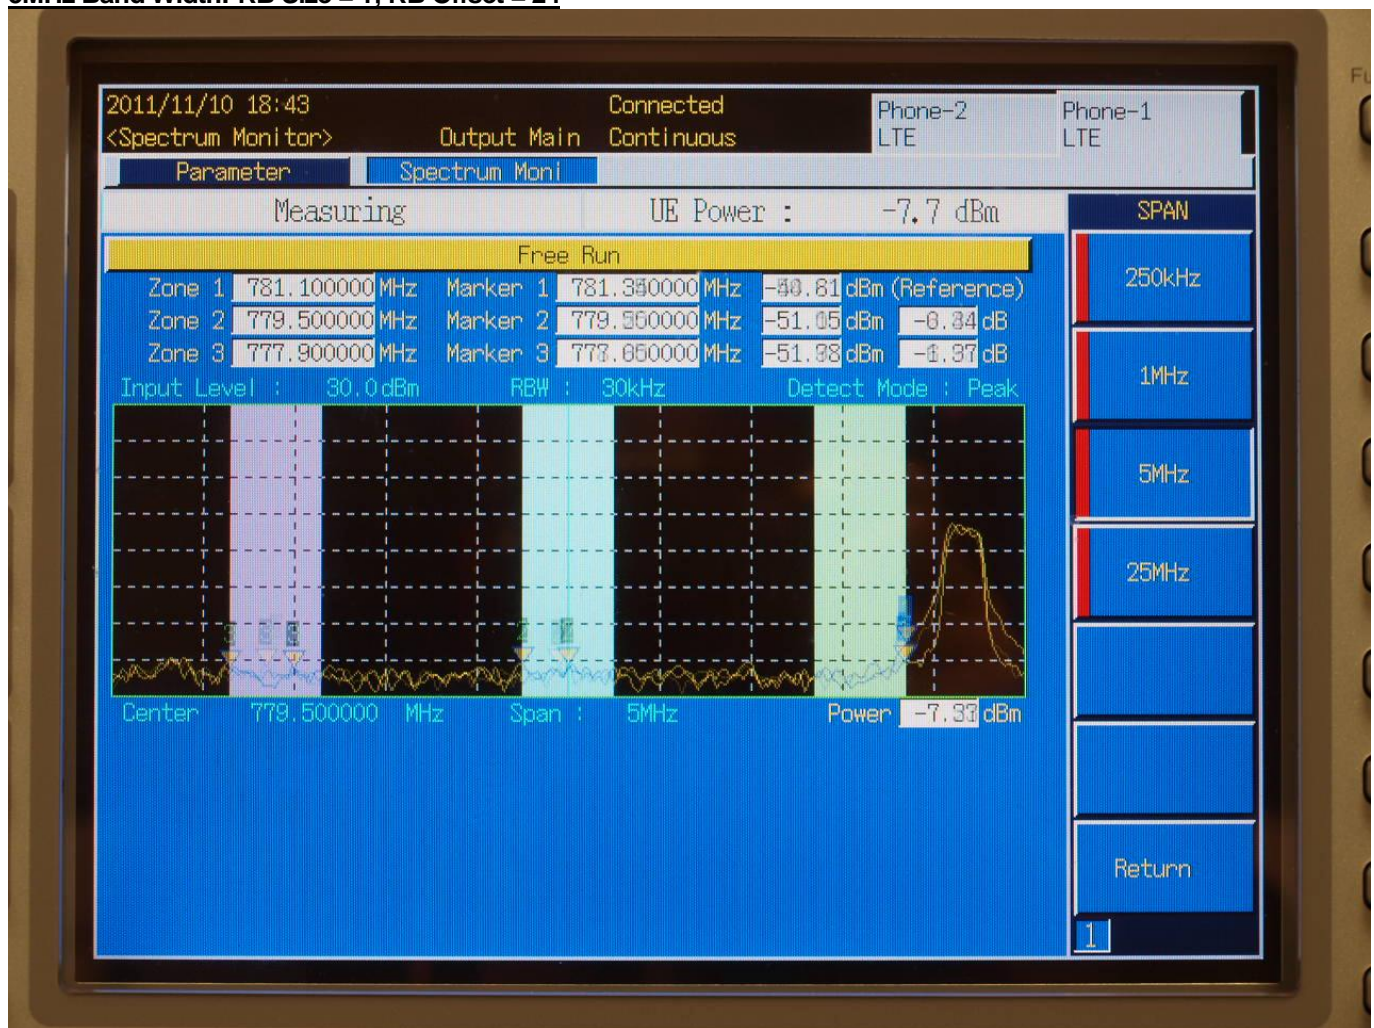 2011/11/10 18:43 Connected Phone-2 Phone-1
<Spectrum Monitor> Output Main Continuous LTE LTE
Parameter Spectrum Moni
Measuring UE Power : -7.7 dBm SPAN
Free Run
Zone 1 781.100000 MHz Marker 1 MHz dBm (Reference)
Zone 2 779.500000 MHz Marker 2 MHz dBm dB
Zone 3 777.900000 MHz Marker 3 MHz dBm dB
Input Level : 30.0 dBm RBW : 30kHz Detect Mode : Peak
250kHz
1MHz
5MHz
25MHz
Center 779.500000 MHz Span : 5MHz Power dBm
Return
1